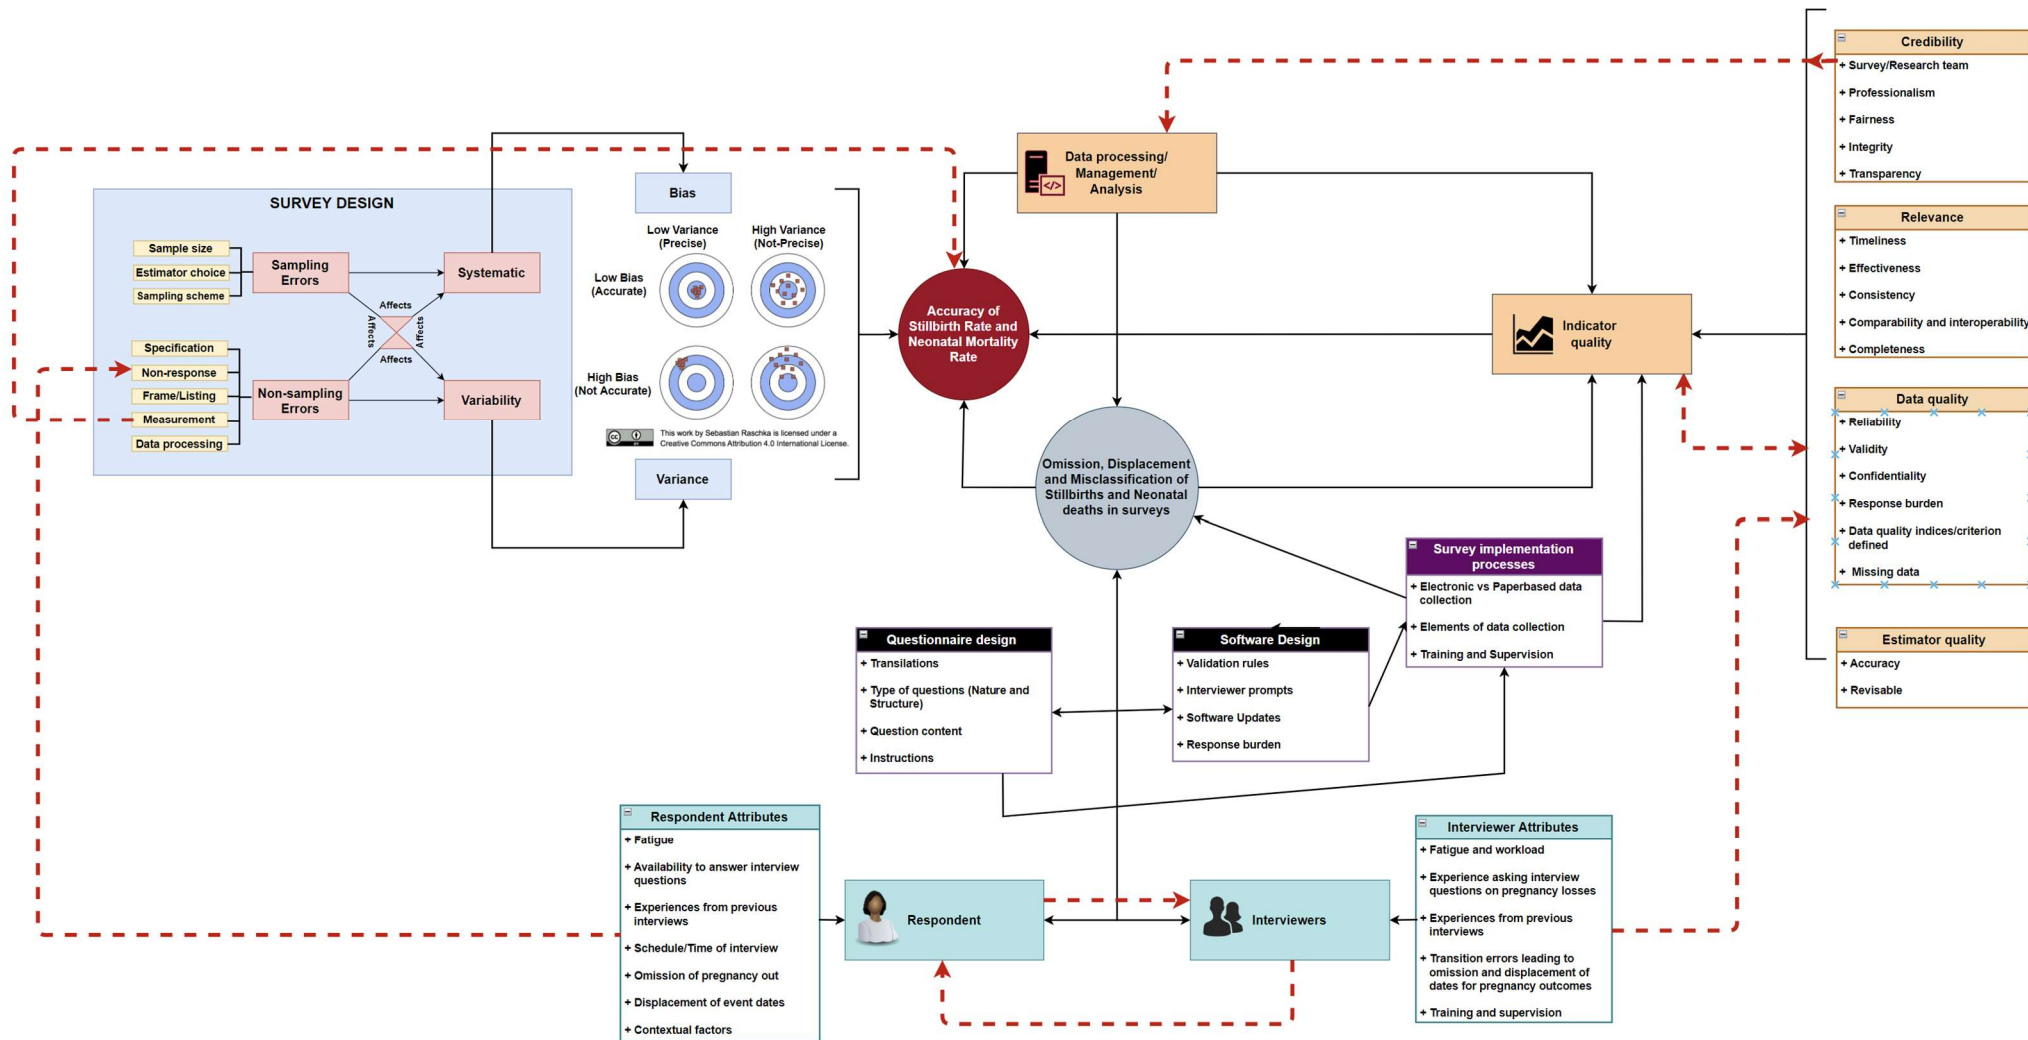 SURVEY DESIGN
Sample size
Estimator choice
Sampling scheme
Sampling
Errors
Systematic
Affects
Affects
Affects
Affects
Specification
Non-response
Frame/Listing
Measurement
Data processing
Non-sampling
Errors
Variability
Bias
Low Variance
(Precise)
High Variance
(Not-Precise)
Low Bias
(Accurate)
High Bias
(Not Accurate)
cc
BY
This work by Sebastian Raschka is licensed under a
Creative Commons Attribution 4.0 International License.
Variance
Data processing/
Management/
Analysis
</>
Accuracy of
Stillbirth Rate and
Neonatal Mortality
Rate
Indicator
quality
Omission, Displacement
and Misclassification of
Stillbirths and Neonatal
deaths in surveys
Credibility
+ Survey/Research team
+ Professionalism
+ Fairness
+ Integrity
+ Transparency
Relevance
+ Timeliness
+ Effectiveness
+ Consistency
+ Comparability and interoperability
+ Completeness
Data quality
+ Reliability
+ Validity
+ Confidentiality
+ Response burden
+ Data quality indices/criterion
defined
+ Missing data
Estimator quality
+ Accuracy
+ Revisable
Survey implementation
processes
+ Electronic vs Paperbased data
collection
+ Elements of data collection
+ Training and Supervision
Questionnaire design
+ Transilations
+ Type of questions (Nature and
Structure)
+ Question content
+ Instructions
Software Design
+ Validation rules
+ Interviewer prompts
+ Software Updates
+ Response burden
Respondent Attributes
+ Fatigue
+ Availability to answer interview
questions
+ Experiences from previous
interviews
+ Schedule/Time of interview
+ Omission of pregnancy out
+ Displacement of event dates
+ Contextual factors
Respondent
Interviewers
Interviewer Attributes
+ Fatigue and workload
+ Experience asking interview
questions on pregnancy losses
+ Experiences from previous
interviews
+ Transition errors leading to
omission and displacement of
dates for pregnancy outcomes
+ Training and supervision